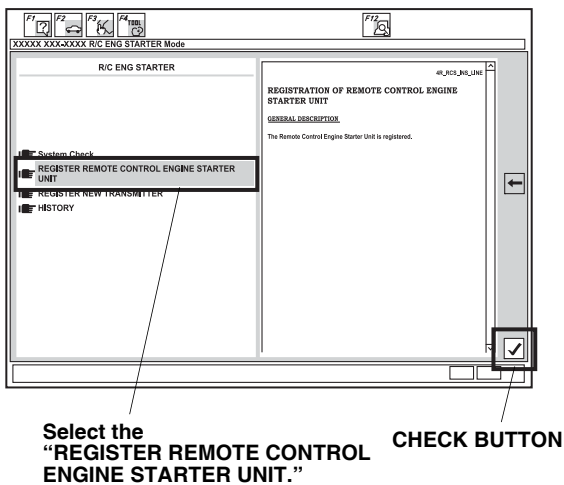 F1 F2 F3 F4 TOOL F12
XXXXX XXX-XXXX R/C ENG STARTER Mode
R/C ENG STARTER
System Check
REGISTER REMOTE CONTROL ENGINE STARTER
UNIT
REGISTER NEW TRANSMITTER
HISTORY
4R_RCS_INS_LINE
REGISTRATION OF REMOTE CONTROL ENGINE
STARTER UNIT
GENERAL DESCRIPTION
The Remote Control Engine Starter Unit is registered.
Select the
“REGISTER REMOTE CONTROL
ENGINE STARTER UNIT.”
CHECK BUTTON